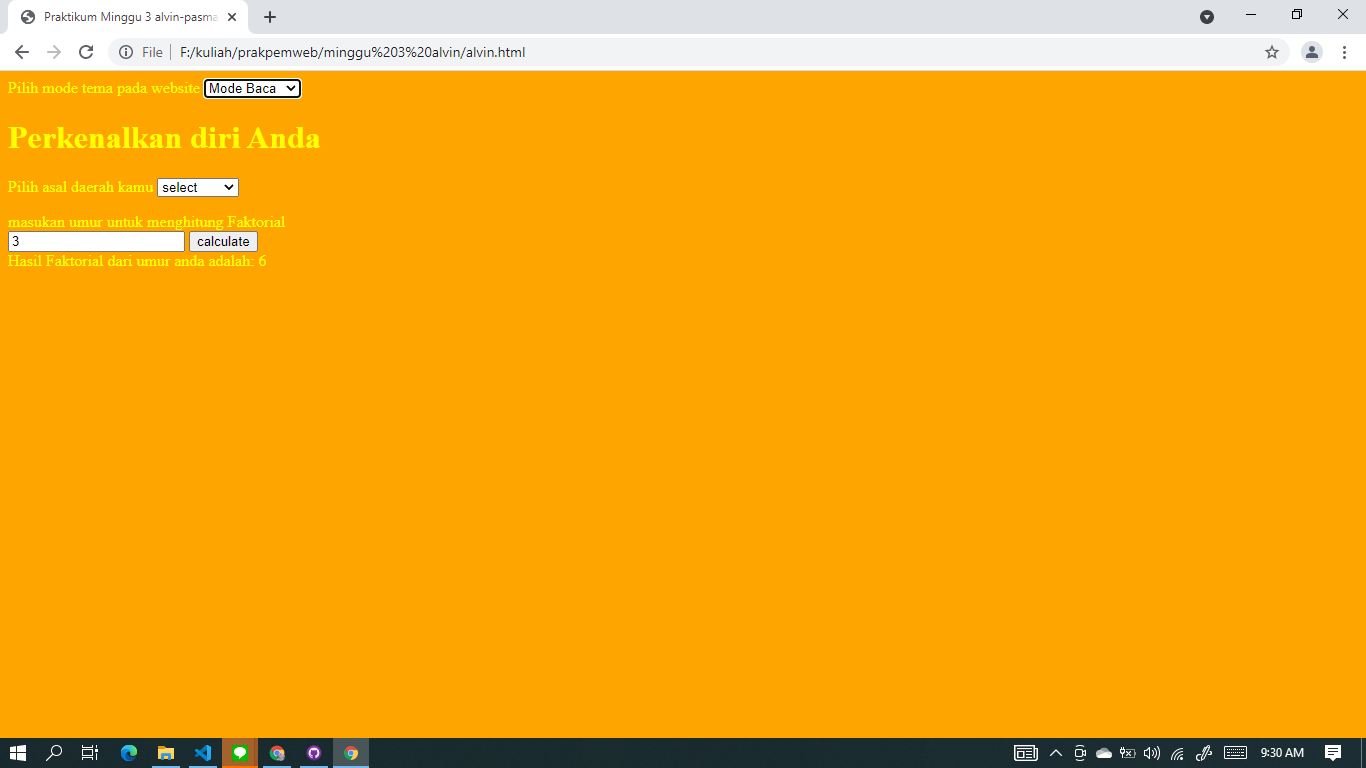 Praktikum Minggu 3 alvin-pasma
File F:/kuliah/prakpemweb/minggu%203%20alvin/alvin.html
Pilih mode tema pada website Mode Baca
Perkenalkan diri Anda
Pilih asal daerah kamu select
masukan umur untuk menghitung Faktorial
3 calculate
Hasil Faktorial dari umur anda adalah: 6
9:30 AM